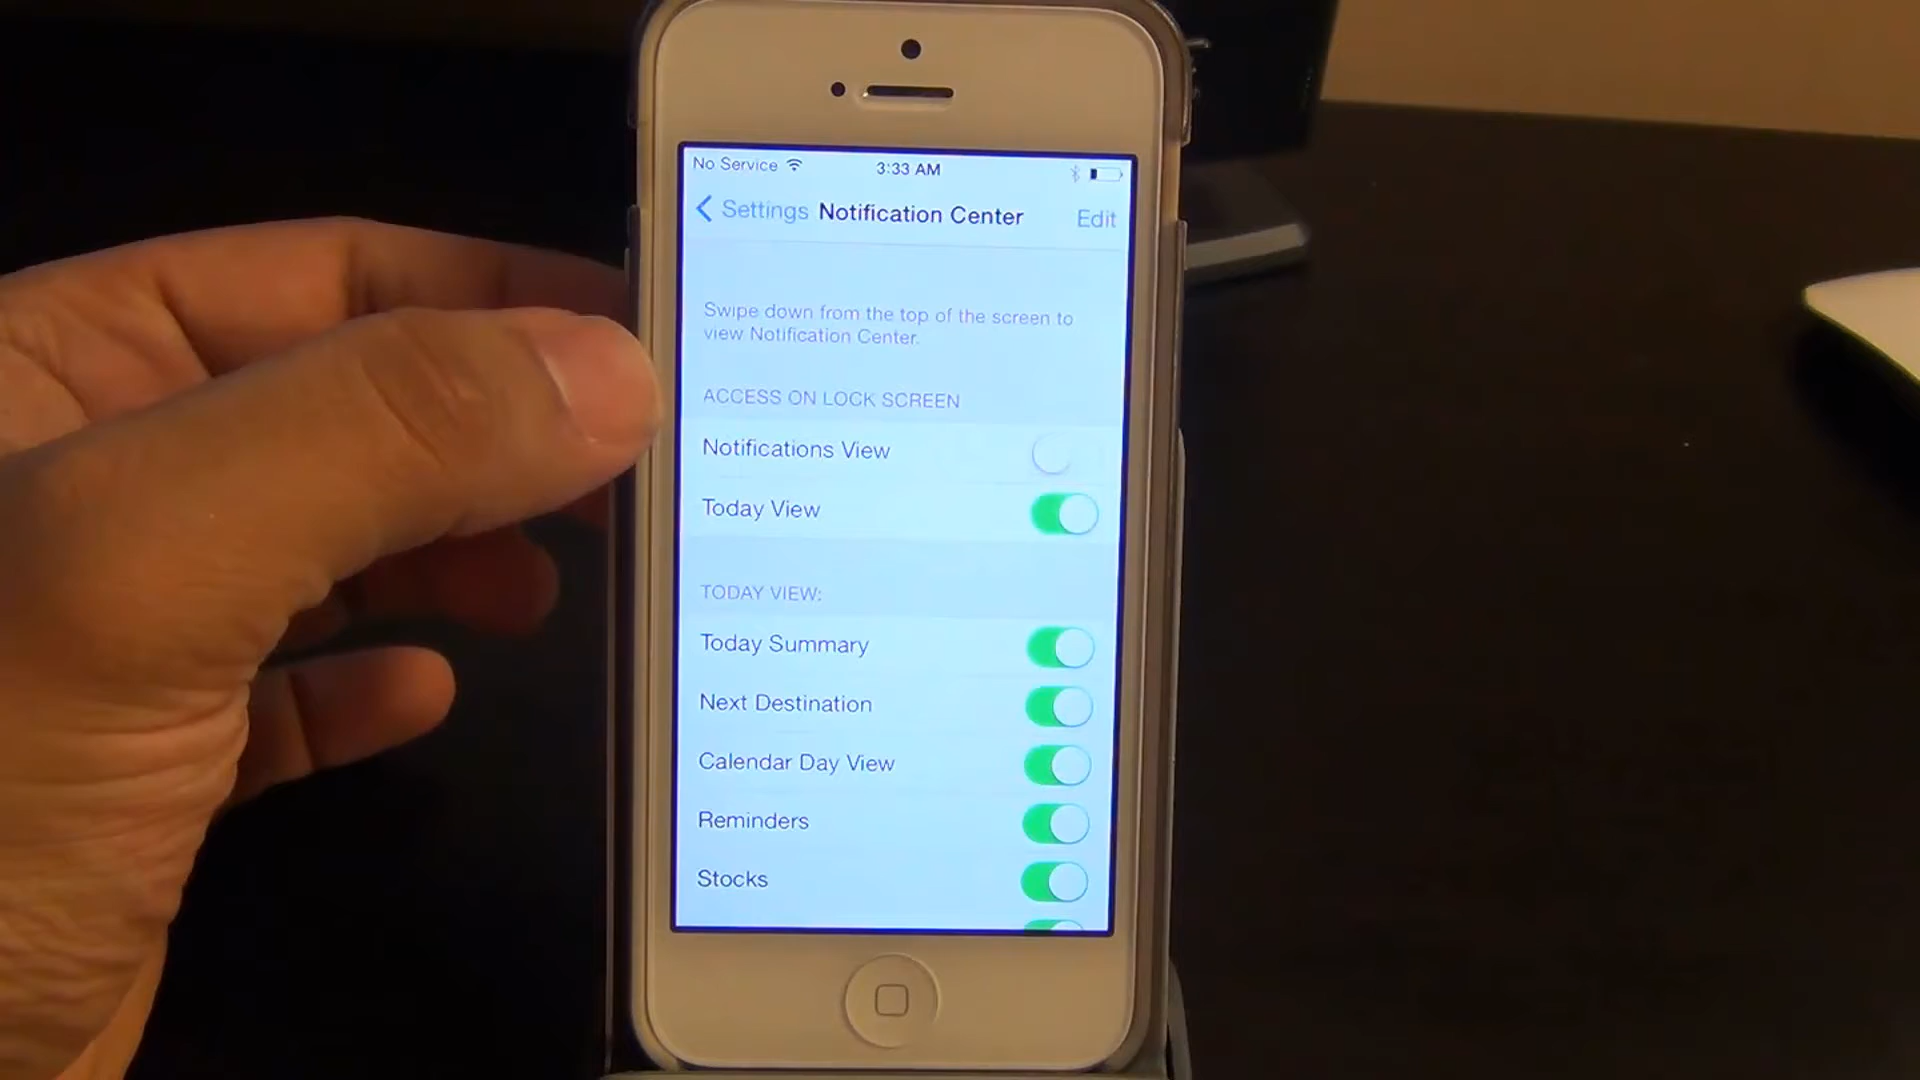 No Service 3:33 AM
Settings Notification Center Edit
Swipe down from the top of the screen to
view Notification Center.
ACCESS ON LOCK SCREEN
Notifications View
Today View
TODAY VIEW:
Today Summary
Next Destination
Calendar Day View
Reminders
Stocks